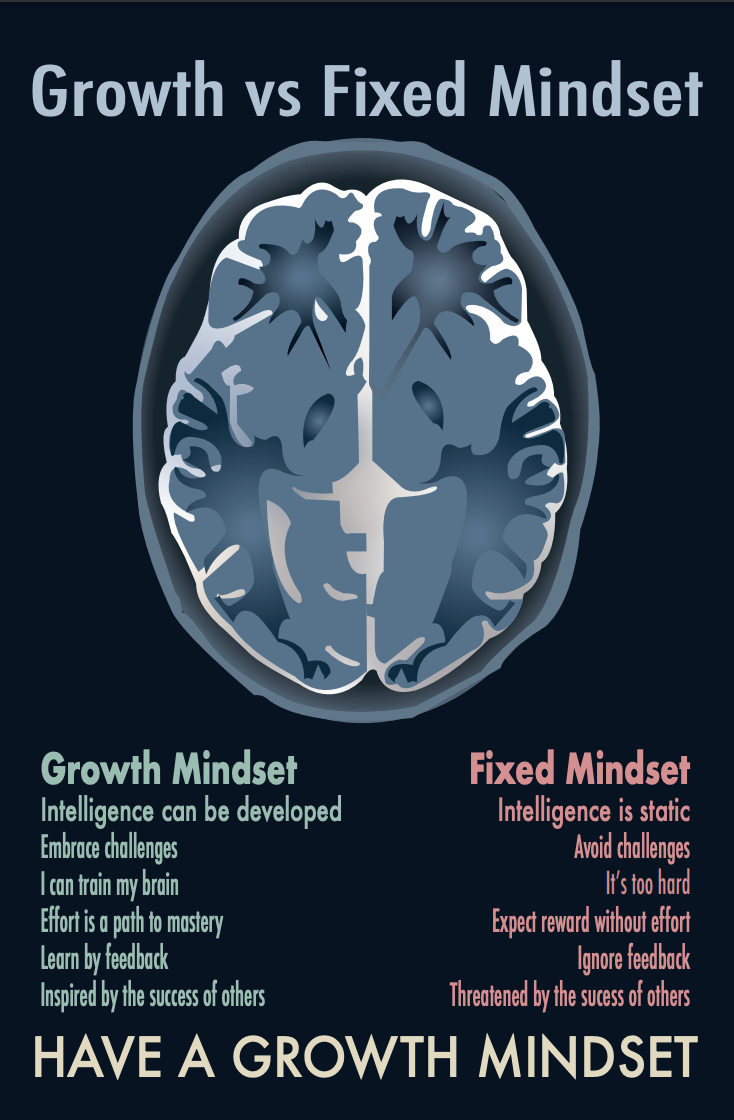 Growth vs Fixed Mindset
Growth Mindset
Intelligence can be developed
Embrace challenges
I can train my brain
Effort is a path to mastery
Learn by feedback
Inspired by the success of others
Fixed Mindset
Intelligence is static
Avoid challenges
It's too hard
Expect reward without effort
Ignore feedback
Threatened by the sucess of others
HAVE A GROWTH MINDSET